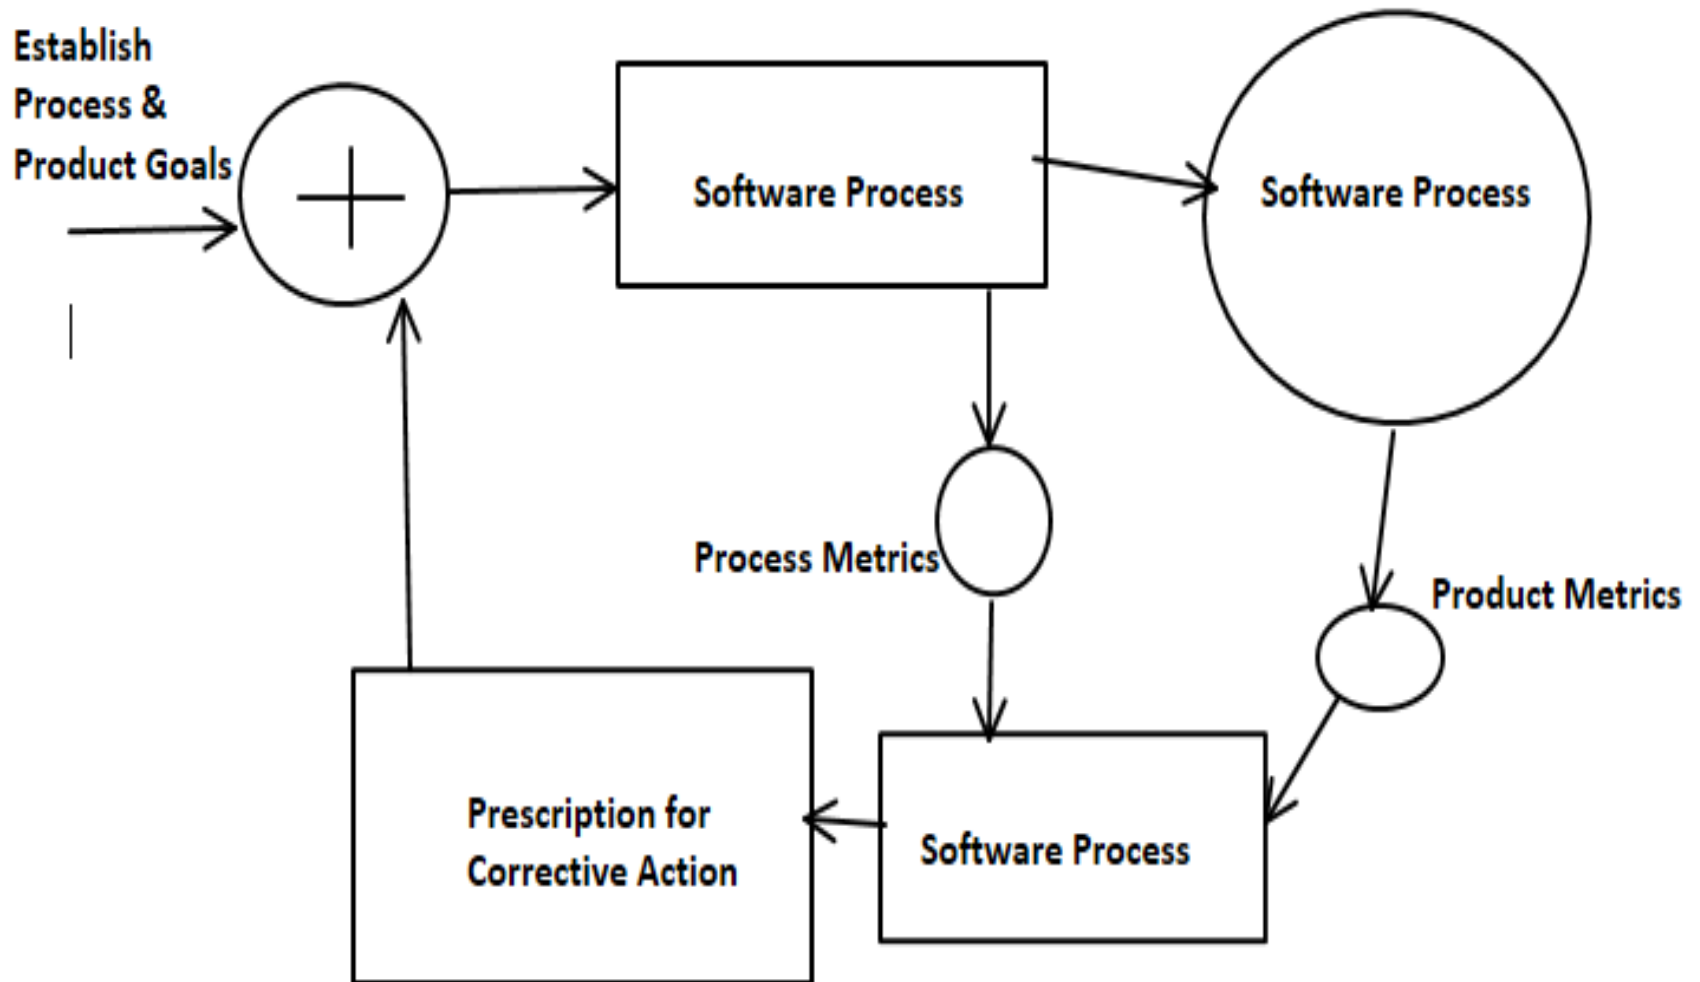 Establish
Process &
Product Goals
Software Process
Software Process
Process Metrics
Product Metrics
Prescription for
Corrective Action
Software Process